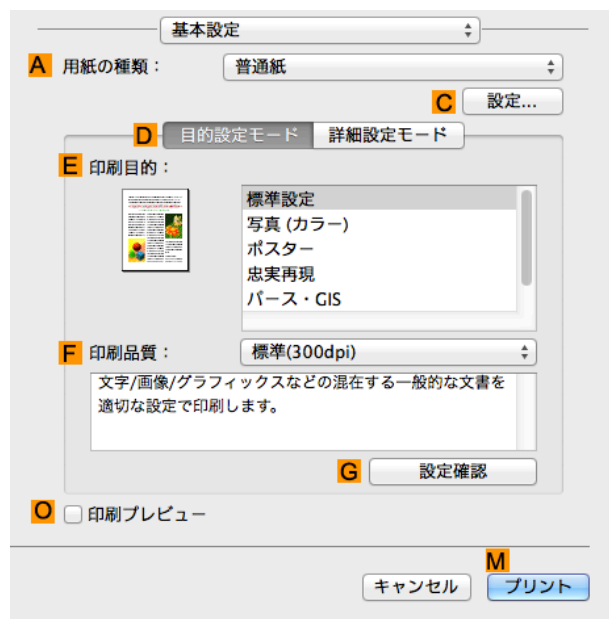 基本設定
A 用紙の種類： 普通紙
C 設定...
D 目的設定モード 詳細設定モード
E 印刷目的：
標準設定
写真 (カラー)
ポスター
忠実再現
パース・GIS
F 印刷品質： 標準(300dpi)
文字/画像/グラフィックスなどの混在する一般的な文書を
適切な設定で印刷します。
G 設定確認
O 印刷プレビュー
M
キャンセル プリント